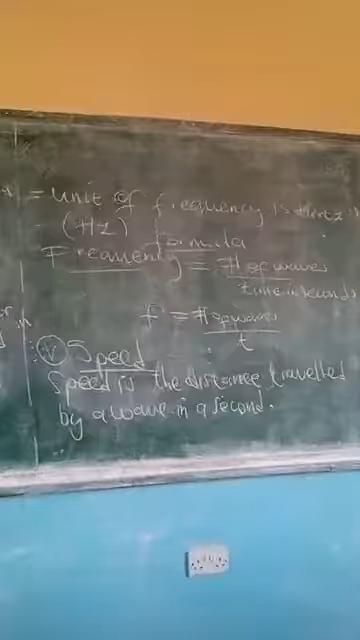 = unit of frequency is Hertz
(Hz)
formula
Frequency = # of waves
time in seconds
f = # of waves
t
(V) Speed
Speed is the distance travelled
by a wave in a second.